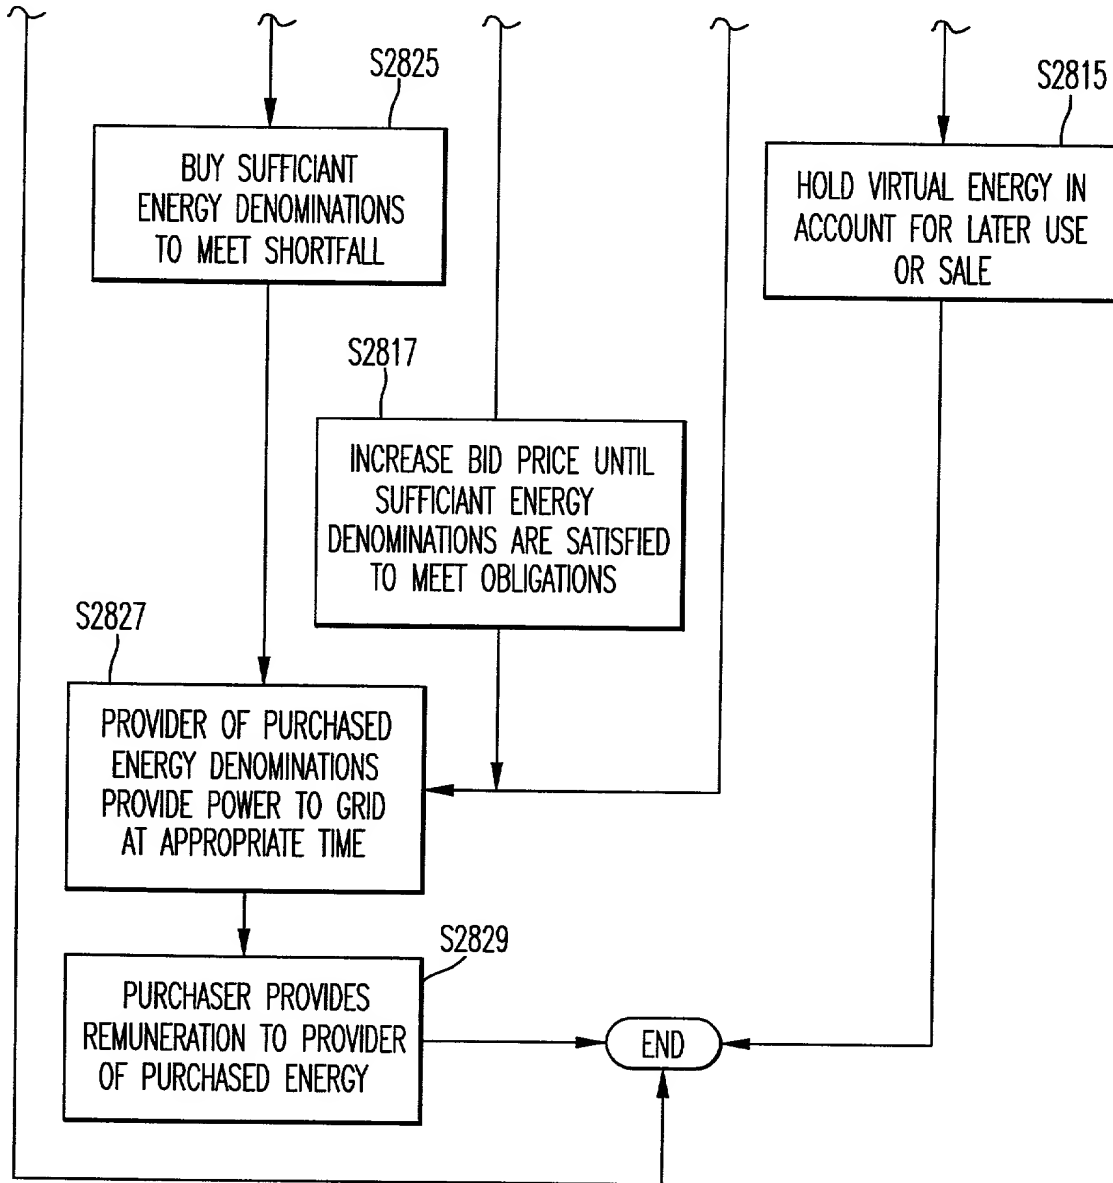 S2825
BUY SUFFICIANT
ENERGY DENOMINATIONS
TO MEET SHORTFALL
S2815
HOLD VIRTUAL ENERGY IN
ACCOUNT FOR LATER USE
OR SALE
S2817
INCREASE BID PRICE UNTIL
SUFFICIANT ENERGY
DENOMINATIONS ARE SATISFIED
TO MEET OBLIGATIONS
S2827
PROVIDER OF PURCHASED
ENERGY DENOMINATIONS
PROVIDE POWER TO GRID
AT APPROPRIATE TIME
S2829
PURCHASER PROVIDES
REMUNERATION TO PROVIDER
OF PURCHASED ENERGY
END